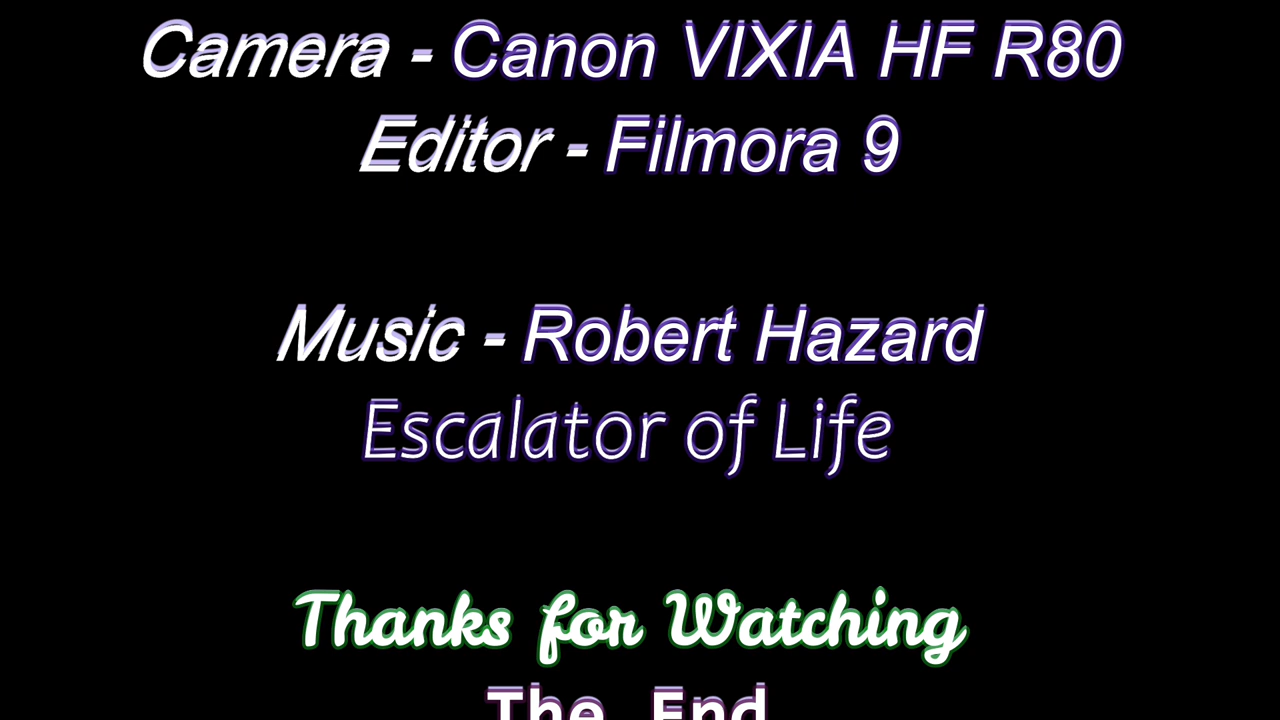 Camera - Canon VIXIA HF R80
Editor - Filmora 9
Music - Robert Hazard
Escalator of Life
Thanks for Watching
The End